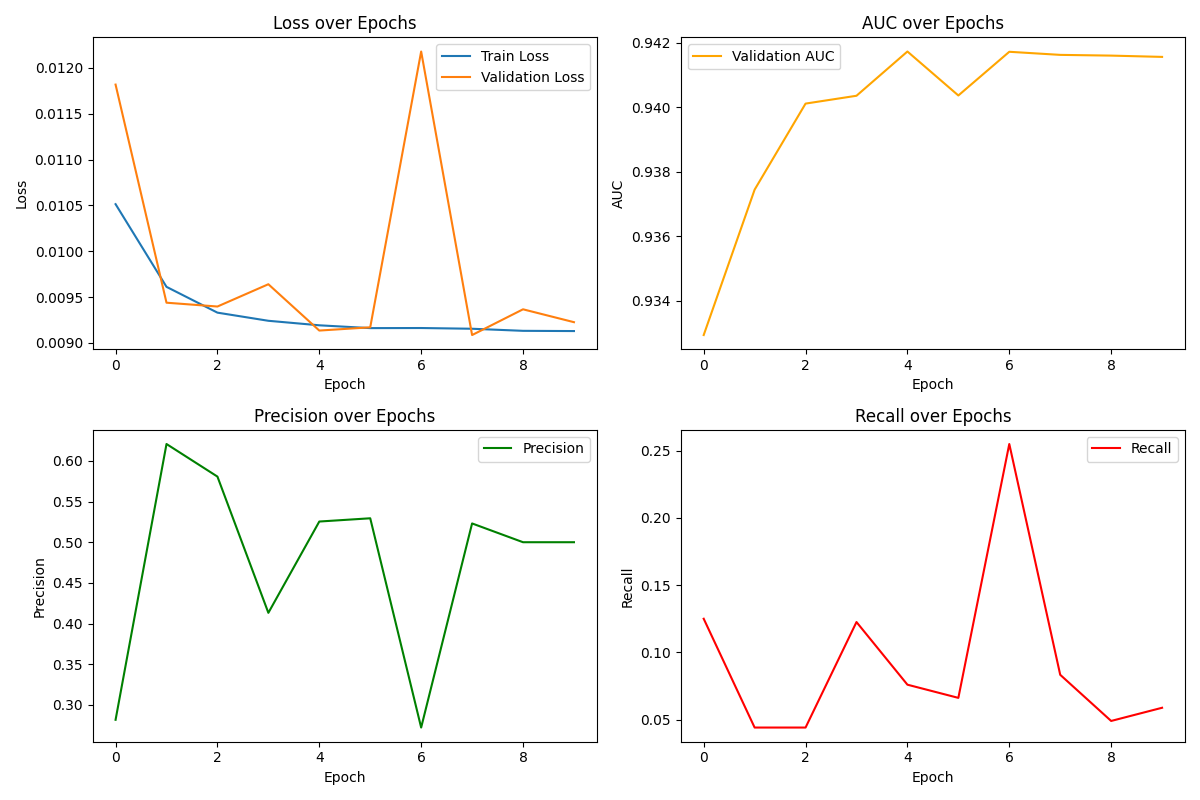 Loss over Epochs
Train Loss
Validation Loss
0.0120
0.0115
0.0110
0.0105
0.0100
0.0095
0.0090
Loss
0 2 4 6 8
Epoch
AUC over Epochs
Validation AUC
0.942
0.940
0.938
0.936
0.934
AUC
0 2 4 6 8
Epoch
Precision over Epochs
Precision
0.60
0.55
0.50
0.45
0.40
0.35
0.30
Precision
0 2 4 6 8
Epoch
Recall over Epochs
Recall
0.25
0.20
0.15
0.10
0.05
Recall
0 2 4 6 8
Epoch